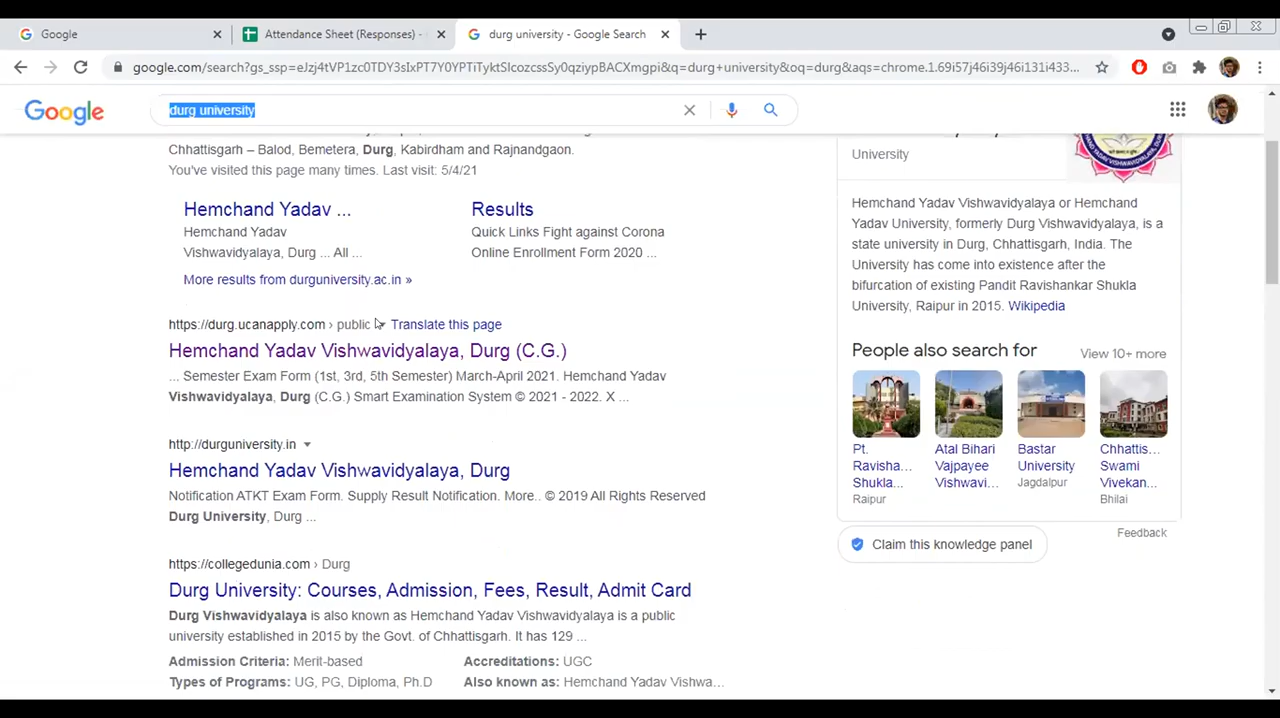 Google
Attendance Sheet (Responses) -
durg university - Google Search
google.com/search?gs_ssp=eJzj4tVP1zc0TDY3sIxPT7Y0YPTiTyktSlcozcssSy0qziypBACXmgpi&q=durg+university&oq=durg&aqs=chrome.1.69i57j46i39j46i131i433...
Google
durg university
Chhattisgarh – Balod, Bemetera, Durg, Kabirdham and Rajnandgaon.
You've visited this page many times. Last visit: 5/4/21
Hemchand Yadav ...
Hemchand Yadav
Vishwavidyalaya, Durg ... All ...
Results
Quick Links Fight against Corona
Online Enrollment Form 2020 ...
More results from durguniversity.ac.in »
https://durg.ucanapply.com › public
Translate this page
Hemchand Yadav Vishwavidyalaya, Durg (C.G.)
... Semester Exam Form (1st, 3rd, 5th Semester) March-April 2021. Hemchand Yadav
Vishwavidyalaya, Durg (C.G.) Smart Examination System © 2021 - 2022. X ...
http://durguniversity.in
Hemchand Yadav Vishwavidyalaya, Durg
Notification ATKT Exam Form. Supply Result Notification. More.. © 2019 All Rights Reserved
Durg University, Durg ...
https://collegedunia.com › Durg
Durg University: Courses, Admission, Fees, Result, Admit Card
Durg Vishwavidyalaya is also known as Hemchand Yadav Vishwavidyalaya is a public
university established in 2015 by the Govt. of Chhattisgarh. It has 129 ...
Admission Criteria: Merit-based
Accreditations: UGC
Types of Programs: UG, PG, Diploma, Ph.D
Also known as: Hemchand Yadav Vishwa...
University
Hemchand Yadav Vishwavidyalaya or Hemchand
Yadav University, formerly Durg Vishwavidyalaya, is a
state university in Durg, Chhattisgarh, India. The
University has come into existence after the
bifurcation of existing Pandit Ravishankar Shukla
University, Raipur in 2015. Wikipedia
People also search for
View 10+ more
Pt.
Ravisha...
Shukla...
Raipur
Atal Bihari
Vajpayee
Vishwavi...
Bastar
University
Jagdalpur
Chhattis...
Swami
Vivekan...
Bhilai
Feedback
Claim this knowledge panel